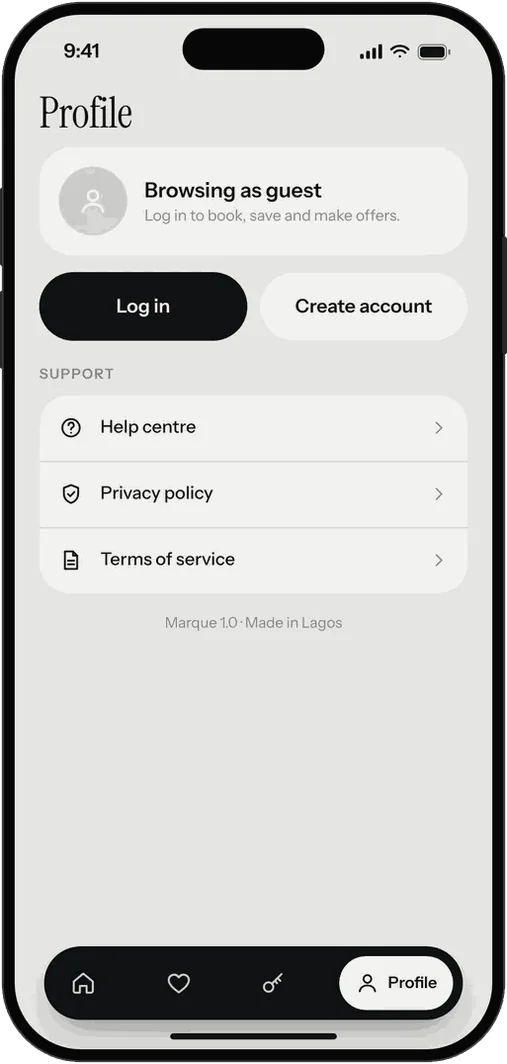 9:41
Profile
Browsing as guest
Log in to book, save and make offers.
Log in
Create account
SUPPORT
Help centre
Privacy policy
Terms of service
Marque 1.0 · Made in Lagos
Profile